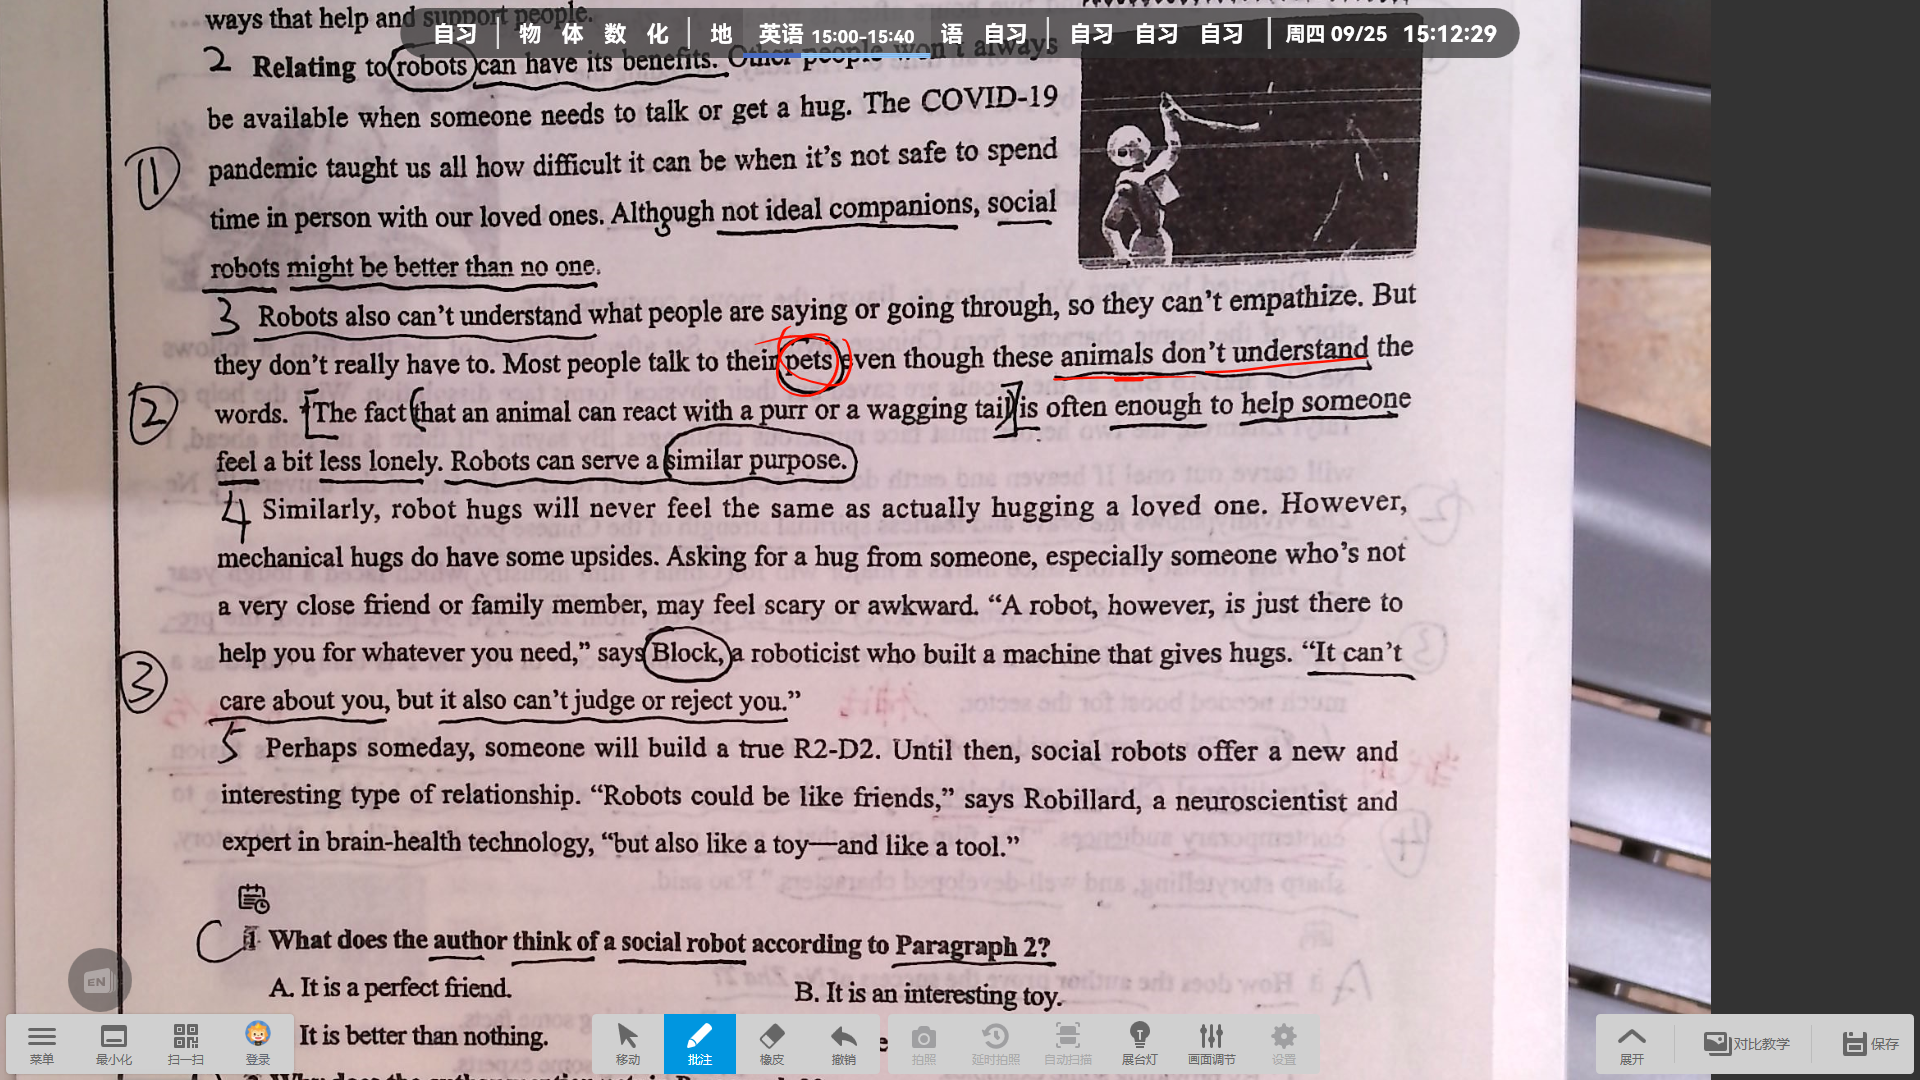 ways that help and support people.
自习 | 物 体 数 化 | 地 英语 15:00-15:40 语 自习 | 自习 自习 自习 | 周四 09/25 15:12:29
2 Relating to robots can have its benefits. Other people won't always
be available when someone needs to talk or get a hug. The COVID-19
① pandemic taught us all how difficult it can be when it's not safe to spend
time in person with our loved ones. Although not ideal companions, social
robots might be better than no one.
3 Robots also can't understand what people are saying or going through, so they can't empathize. But
they don't really have to. Most people talk to their pets even though these animals don't understand the
② words. [The fact (that an animal can react with a purr or a wagging tail)] is often enough to help someone
feel a bit less lonely. Robots can serve a similar purpose.
4 Similarly, robot hugs will never feel the same as actually hugging a loved one. However,
mechanical hugs do have some upsides. Asking for a hug from someone, especially someone who's not
a very close friend or family member, may feel scary or awkward. “A robot, however, is just there to
help you for whatever you need,” says Block, a roboticist who built a machine that gives hugs. “It can't
③ care about you, but it also can't judge or reject you.”
5 Perhaps someday, someone will build a true R2-D2. Until then, social robots offer a new and
interesting type of relationship. “Robots could be like friends,” says Robillard, a neuroscientist and
expert in brain-health technology, “but also like a toy—and like a tool.”
C 1 What does the author think of a social robot according to Paragraph 2?
EN
A. It is a perfect friend. B. It is an interesting toy.
It is better than nothing.
菜单 最小化 扫一扫 登录 移动 批注 橡皮 撤销 拍照 延时拍照 自动扫描 展台灯 画面调节 设置 展开 对比教学 保存